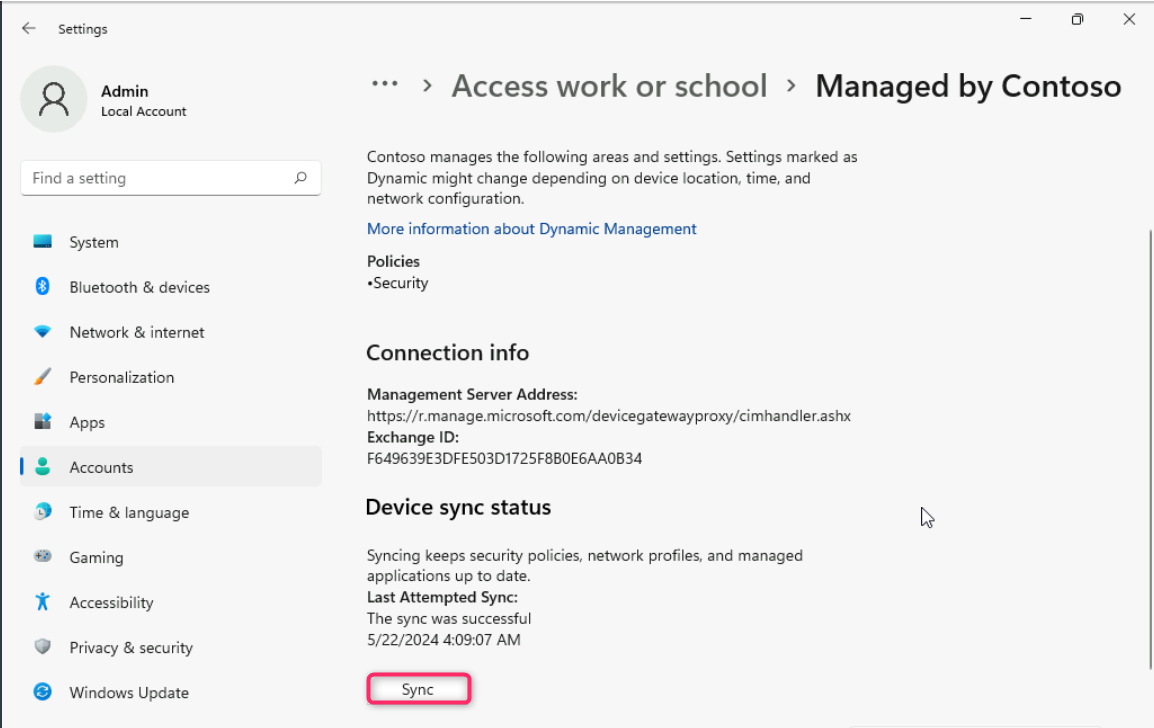 Settings
Admin
Local Account
Find a setting
System
Bluetooth & devices
Network & internet
Personalization
Apps
Accounts
Time & language
Gaming
Accessibility
Privacy & security
Windows Update
··· › Access work or school › Managed by Contoso
Contoso manages the following areas and settings. Settings marked as
Dynamic might change depending on device location, time, and
network configuration.
More information about Dynamic Management
Policies
•Security
Connection info
Management Server Address:
https://r.manage.microsoft.com/devicegatewayproxy/cimhandler.ashx
Exchange ID:
F649639E3DFE503D1725F8B0E6AA0B34
Device sync status
Syncing keeps security policies, network profiles, and managed
applications up to date.
Last Attempted Sync:
The sync was successful
5/22/2024 4:09:07 AM
Sync